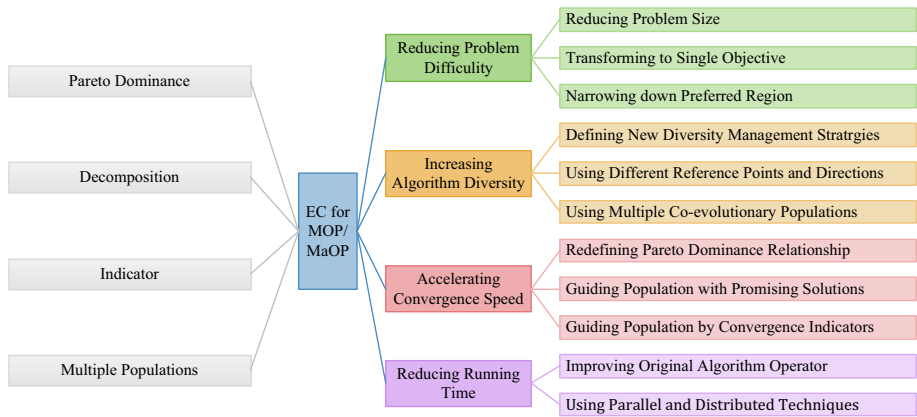 Pareto Dominance
Decomposition
Indicator
Multiple Populations
EC for
MOP/
MaOP
Reducing Problem
Difficulity
Reducing Problem Size
Transforming to Single Objective
Narrowing down Preferred Region
Increasing
Algorithm Diversity
Defining New Diversity Management Stratrgies
Using Different Reference Points and Directions
Using Multiple Co-evolutionary Populations
Accelerating
Convergence Speed
Redefining Pareto Dominance Relationship
Guiding Population with Promising Solutions
Guiding Population by Convergence Indicators
Reducing Running
Time
Improving Original Algorithm Operator
Using Parallel and Distributed Techniques